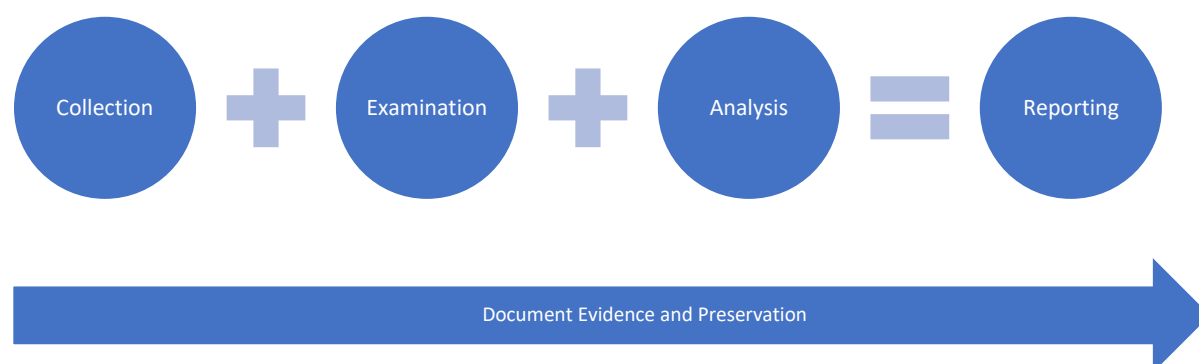 Collection
Examination
Analysis
Reporting
Document Evidence and Preservation